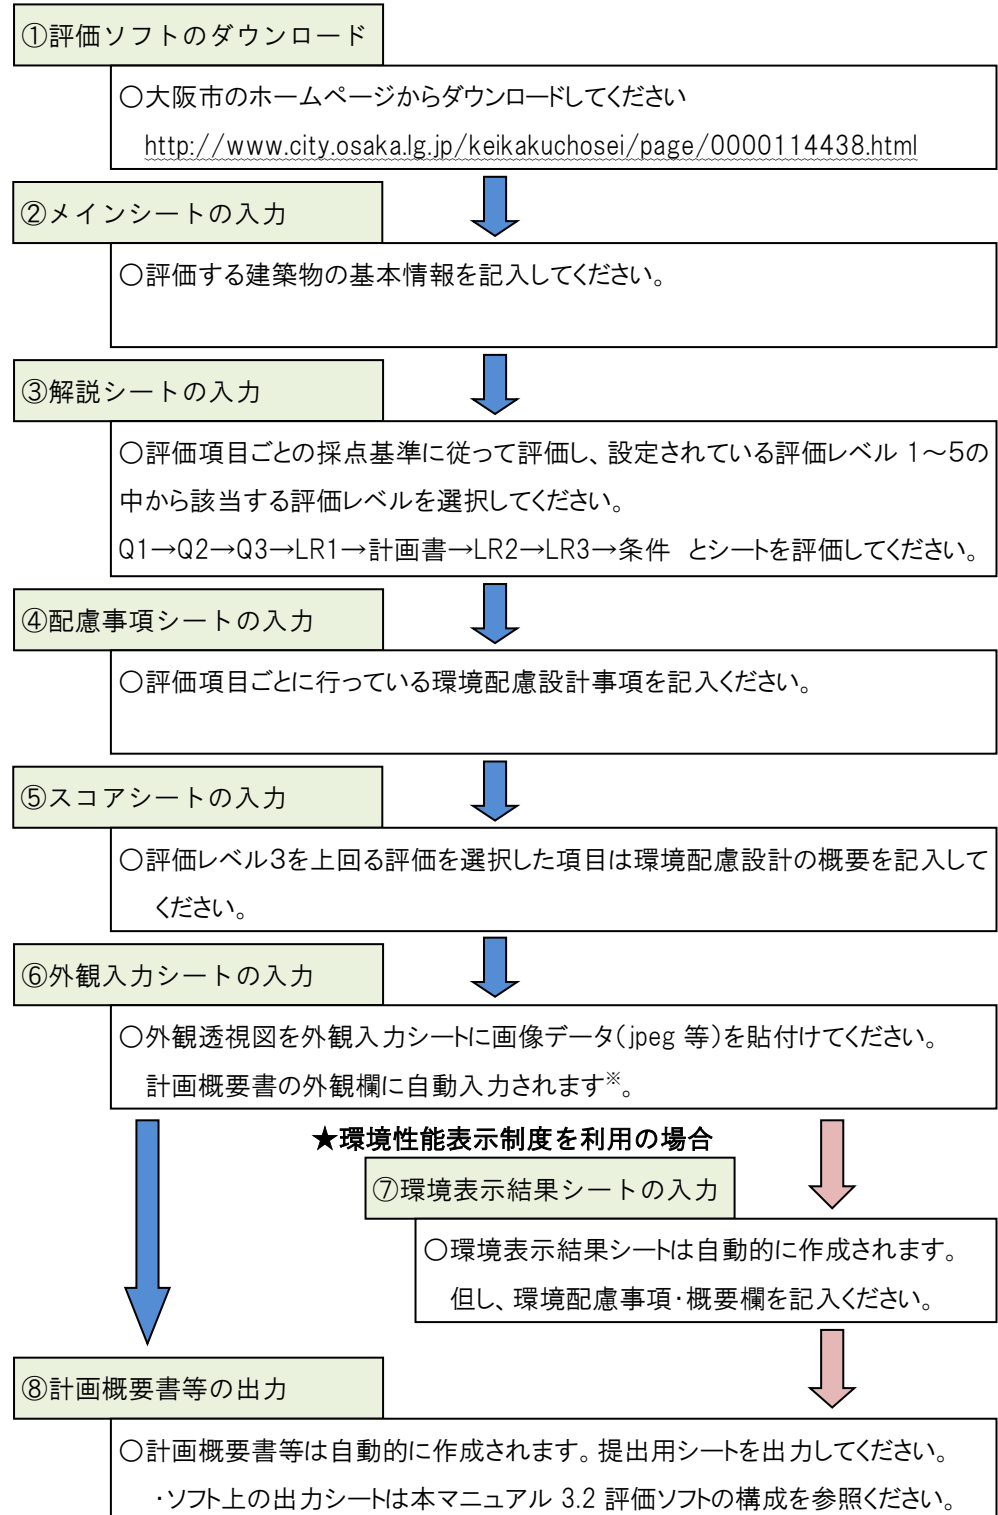 ①評価ソフトのダウンロード
○大阪市のホームページからダウンロードしてください
http://www.city.osaka.lg.jp/keikakuchosei/page/0000114438.html
②メインシートの入力
○評価する建築物の基本情報を記入してください。
③解説シートの入力
○評価項目ごとの採点基準に従って評価し、設定されている評価レベル 1～5の
中から該当する評価レベルを選択してください。
Q1→Q2→Q3→LR1→計画書→LR2→LR3→条件 とシートを評価してください。
④配慮事項シートの入力
○評価項目ごとに行っている環境配慮設計事項を記入ください。
⑤スコアシートの入力
○評価レベル3を上回る評価を選択した項目は環境配慮設計の概要を記入して
ください。
⑥外観入力シートの入力
○外観透視図を外観入力シートに画像データ(jpeg 等)を貼付けてください。
計画概要書の外観欄に自動入力されます※。
★環境性能表示制度を利用の場合
⑦環境表示結果シートの入力
○環境表示結果シートは自動的に作成されます。
但し、環境配慮事項・概要欄を記入ください。
⑧計画概要書等の出力
○計画概要書等は自動的に作成されます。提出用シートを出力してください。
・ソフト上の出力シートは本マニュアル 3.2 評価ソフトの構成を参照ください。